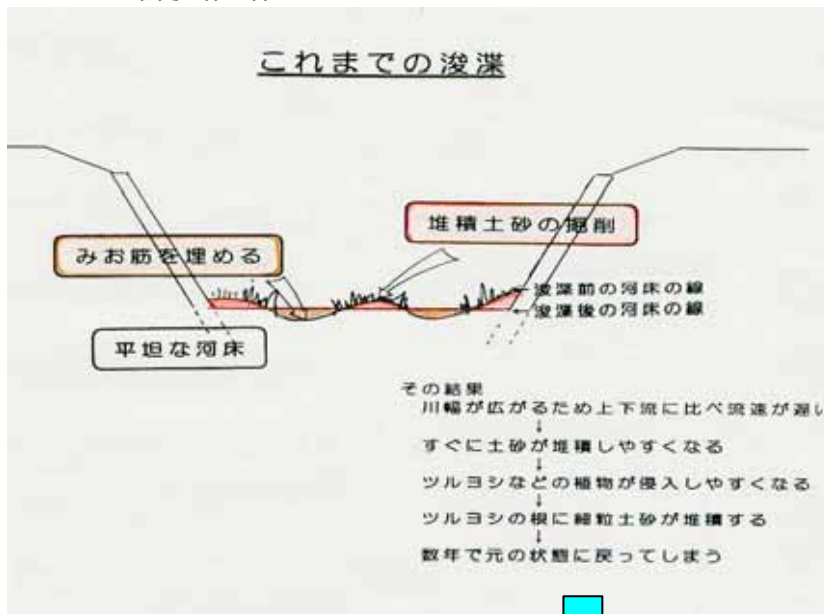 これまでの浚渫
堆積土砂の掘削
みお筋を埋める
浚渫前の河床の線
浚渫後の河床の線
平坦な河床
その結果
川幅が広がるため上下流に比べ流速が遅い
↓
すぐに土砂が堆積しやすくなる
↓
ツルヨシなどの植物が侵入しやすくなる
↓
ツルヨシの根に細粒土砂が堆積する
↓
数年で元の状態に戻ってしまう